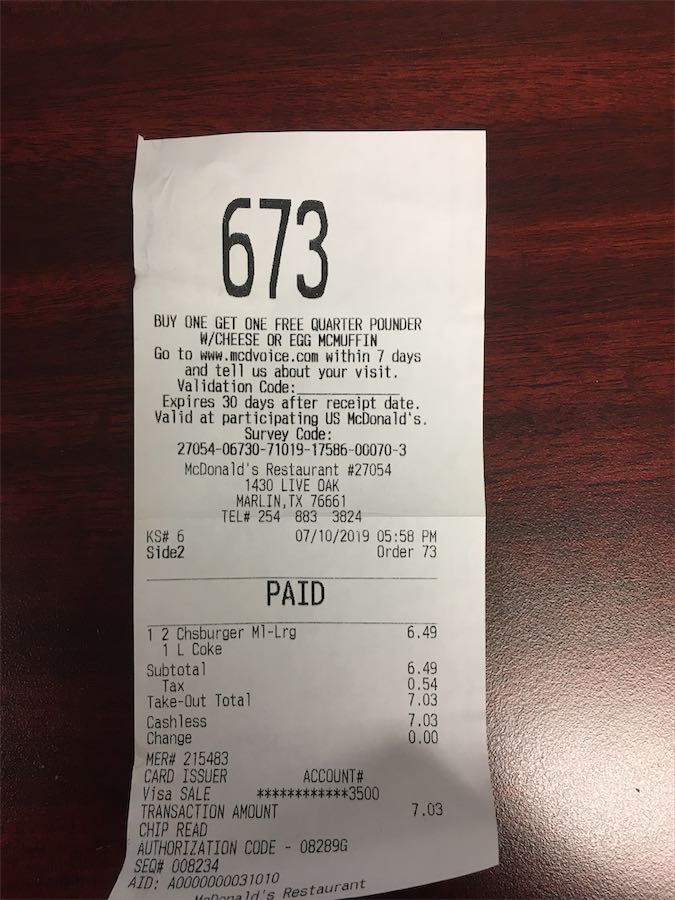 673
BUY ONE GET ONE FREE QUARTER POUNDER
W/CHEESE OR EGG MCMUFFIN
Go to www.mcdvoice.com within 7 days
and tell us about your visit.
Validation Code:____________
Expires 30 days after receipt date.
Valid at participating US McDonald's.
Survey Code:
27054-06730-71019-17586-00070-3
McDonald's Restaurant #27054
1430 LIVE OAK
MARLIN,TX 76661
TEL# 254 883 3824
KS# 6 07/10/2019 05:58 PM
Side2 Order 73
PAID
1 2 Chsburger Ml-Lrg 6.49
1 L Coke
Subtotal 6.49
Tax 0.54
Take-Out Total 7.03
Cashless 7.03
Change 0.00
MER# 215483
CARD ISSUER ACCOUNT#
Visa SALE ************3500
TRANSACTION AMOUNT 7.03
CHIP READ
AUTHORIZATION CODE - 08289G
SEQ# 008234
AID: A0000000031010
McDonald's Restaurant